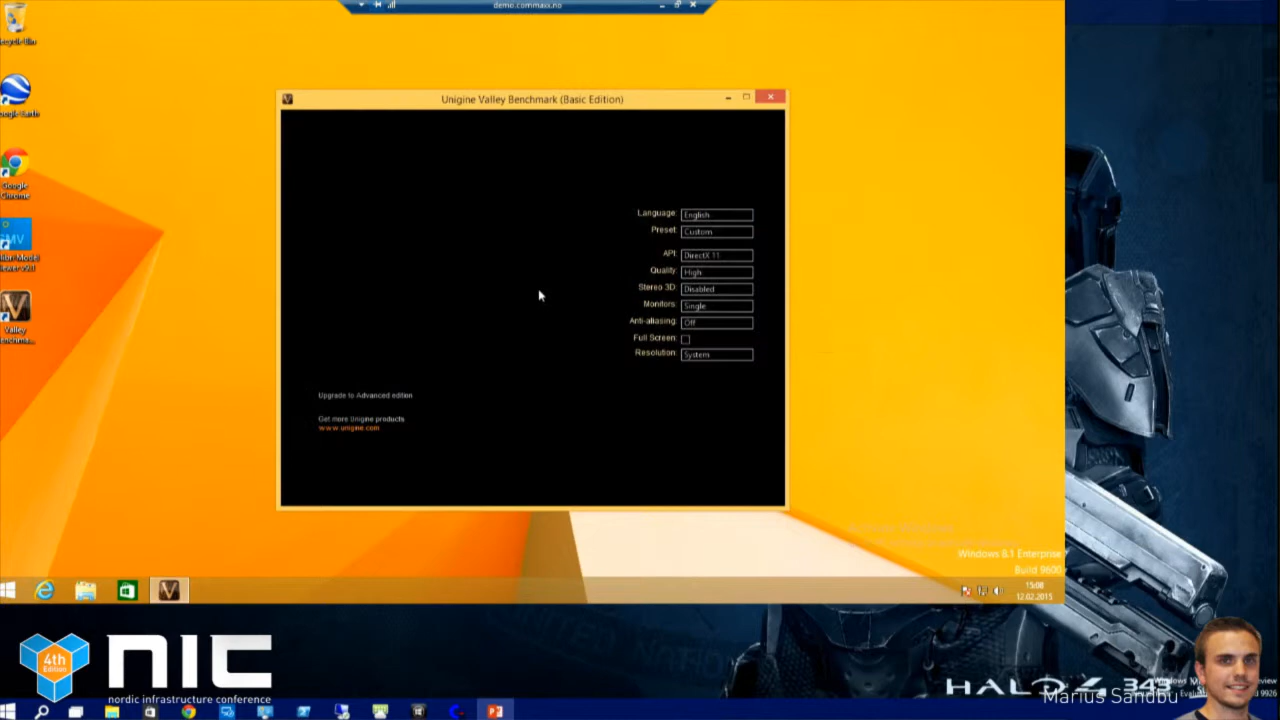 demo.commaxx.no
Unigine Valley Benchmark (Basic Edition)
Google Earth
Google
Chrome
Valley
Language: English
Preset: Custom
API: DirectX 11
Quality: High
Stereo 3D: Disabled
Monitors: Single
Anti-aliasing: Off
Full Screen:
Resolution: System
Upgrade to Advanced edition
Get more Unigine products
www.unigine.com
Windows 8.1 Enterprise
Build 9600
15:08
12.02.2015
4th
Edition
nic
nordic infrastructure conference
HALO 4 343
Marius Sandbu
9926